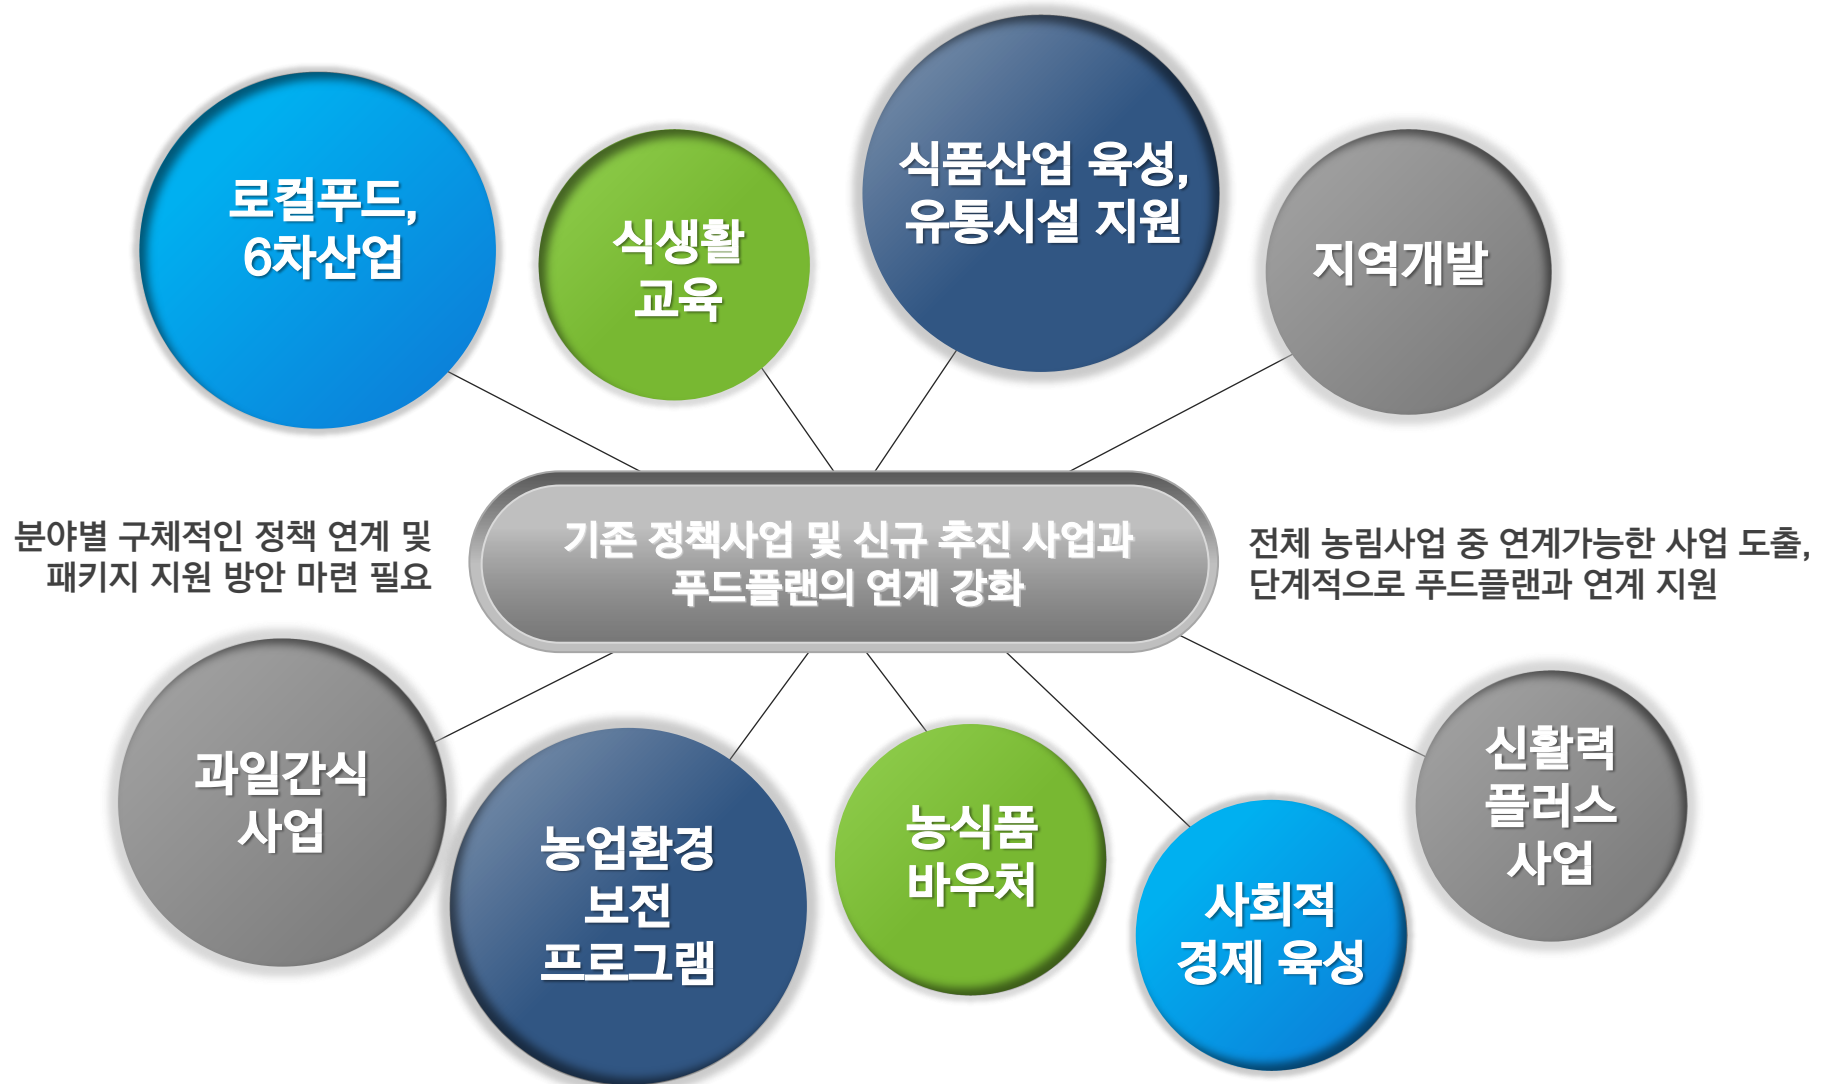 로컬푸드,
6차산업
식생활
교육
식품산업 육성,
유통시설 지원
지역개발
분야별 구체적인 정책 연계 및
패키지 지원 방안 마련 필요
기존 정책사업 및 신규 추진 사업과
푸드플랜의 연계 강화
전체 농림사업 중 연계가능한 사업 도출,
단계적으로 푸드플랜과 연계 지원
과일간식
사업
농업환경
보전
프로그램
농식품
바우처
사회적
경제 육성
신활력
플러스
사업